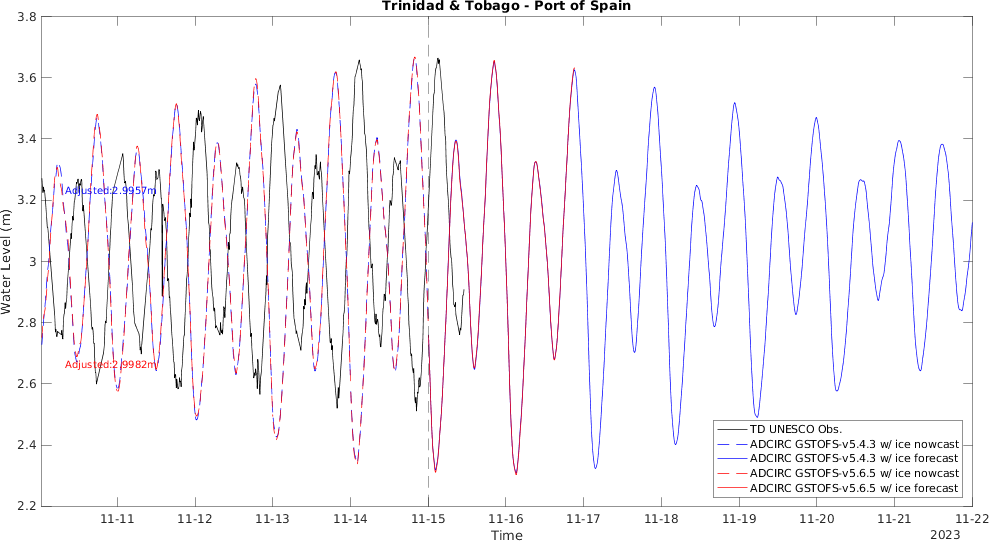 Trinidad & Tobago - Port of Spain
3.8
3.6
3.4
3.2
3
2.8
2.6
2.4
2.2
Water Level (m)
Adjusted:2.9957m
Adjusted:2.9982m
TD UNESCO Obs.
ADCIRC GSTOFS-v5.4.3 w/ ice nowcast
ADCIRC GSTOFS-v5.4.3 w/ ice forecast
ADCIRC GSTOFS-v5.6.5 w/ ice nowcast
ADCIRC GSTOFS-v5.6.5 w/ ice forecast
11-11 11-12 11-13 11-14 11-15 11-16 11-17 11-18 11-19 11-20 11-21 11-22
Time
2023